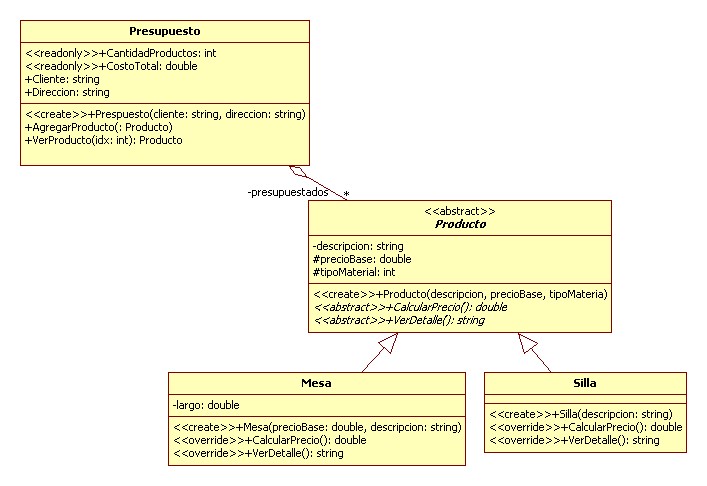 Presupuesto
<<readonly>>+CantidadProductos: int
<<readonly>>+CostoTotal: double
+Cliente: string
+Direccion: string
<<create>>+Prespuesto(cliente: string, direccion: string)
+AgregarProducto(: Producto)
+VerProducto(idx: int): Producto
-presupuestados *
<<abstract>>
Producto
-descripcion: string
#precioBase: double
#tipoMaterial: int
<<create>>+Producto(descripcion, precioBase, tipoMateria)
<<abstract>>+CalcularPrecio(): double
<<abstract>>+VerDetalle(): string
Mesa
-largo: double
<<create>>+Mesa(precioBase: double, descripcion: string)
<<override>>+CalcularPrecio(): double
<<override>>+VerDetalle(): string
Silla
<<create>>+Silla(descripcion: string)
<<override>>+CalcularPrecio(): double
<<override>>+VerDetalle(): string